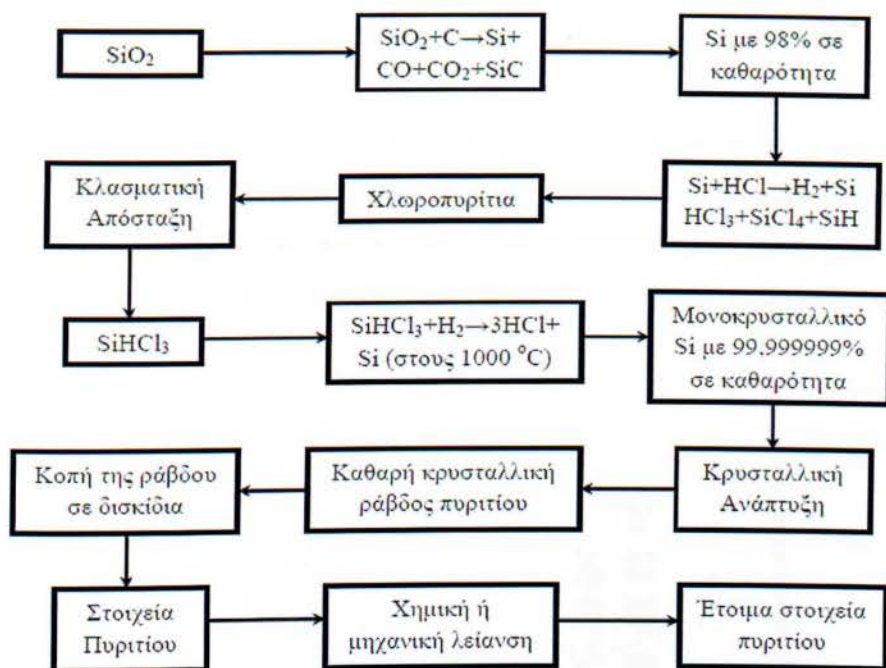 SiO₂
SiO₂+C→Si+
CO+CO₂+SiC
Si με 98% σε
καθαρότητα
Si+HCl→H₂+Si
HCl₃+SiCl₄+SiH
Χλωροπυρίτια
Κλασματική
Απόσταξη
SiHCl₃
SiHCl₃+H₂→3HCl+
Si (στους 1000 °C)
Μονοκρυσταλλικό
Si με 99.999999%
σε καθαρότητα
Κρυσταλλική
Ανάπτυξη
Καθαρή κρυσταλλική
ράβδος πυριτίου
Κοπή της ράβδου
σε δισκίδια
Στοιχεία
Πυριτίου
Χημική ή
μηχανική λείανση
Έτοιμα στοιχεία
πυριτίου